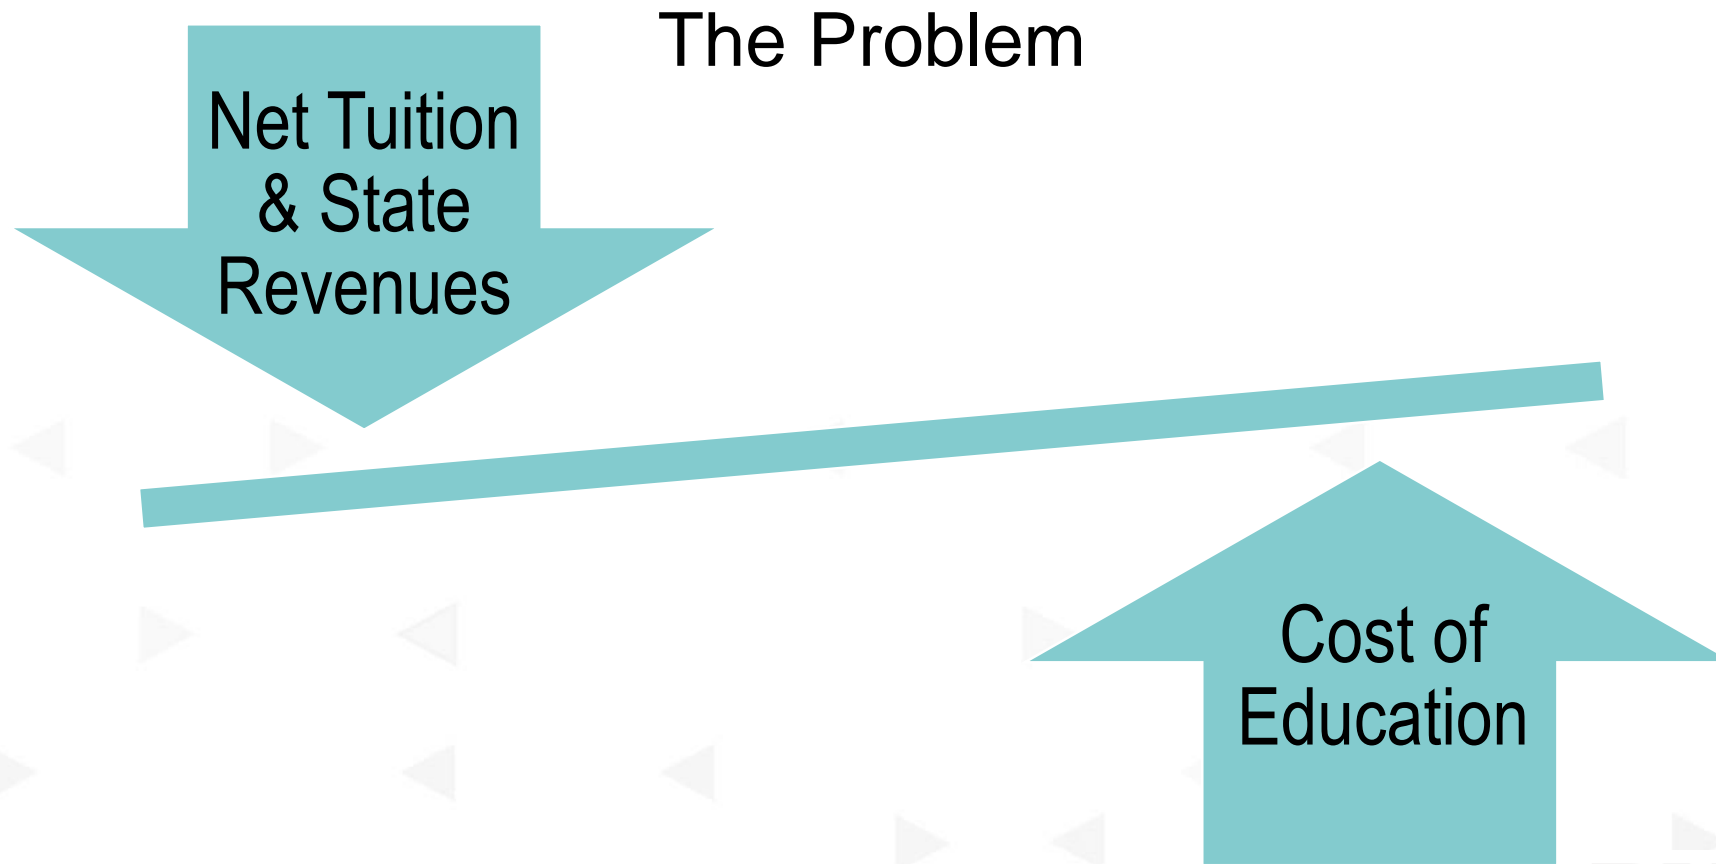 The Problem
Net Tuition
& State
Revenues
Cost of
Education